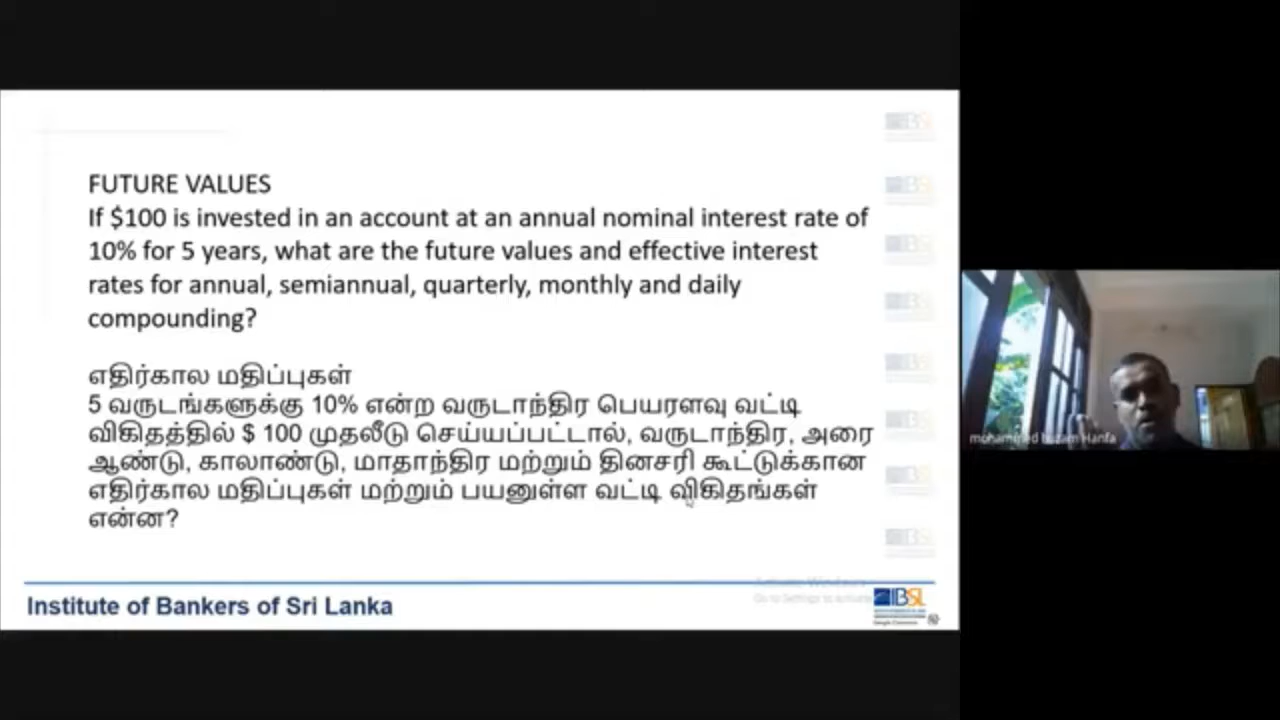 FUTURE VALUES
If $100 is invested in an account at an annual nominal interest rate of
10% for 5 years, what are the future values and effective interest
rates for annual, semiannual, quarterly, monthly and daily
compounding?
எதிர்கால மதிப்புகள்
5 வருடங்களுக்கு 10% என்ற வருடாந்திர பெயரளவு வட்டி
விகிதத்தில் $ 100 முதலீடு செய்யப்பட்டால், வருடாந்திர, அரை
ஆண்டு, காலாண்டு, மாதாந்திர மற்றும் தினசரி கூட்டுக்கான
எதிர்கால மதிப்புகள் மற்றும் பயனுள்ள வட்டி விகிதங்கள்
என்ன?
Institute of Bankers of Sri Lanka
IBSL
mohammed Hanfa